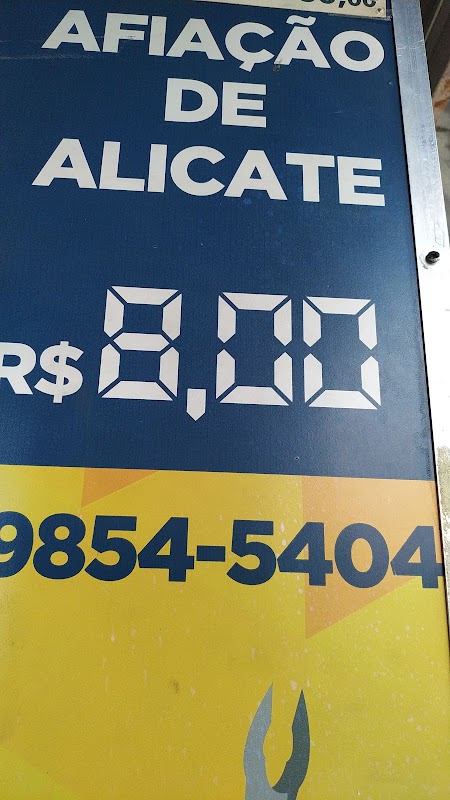 AFIAÇÃO
DE
ALICATE
R$ 8,00
9854-5404